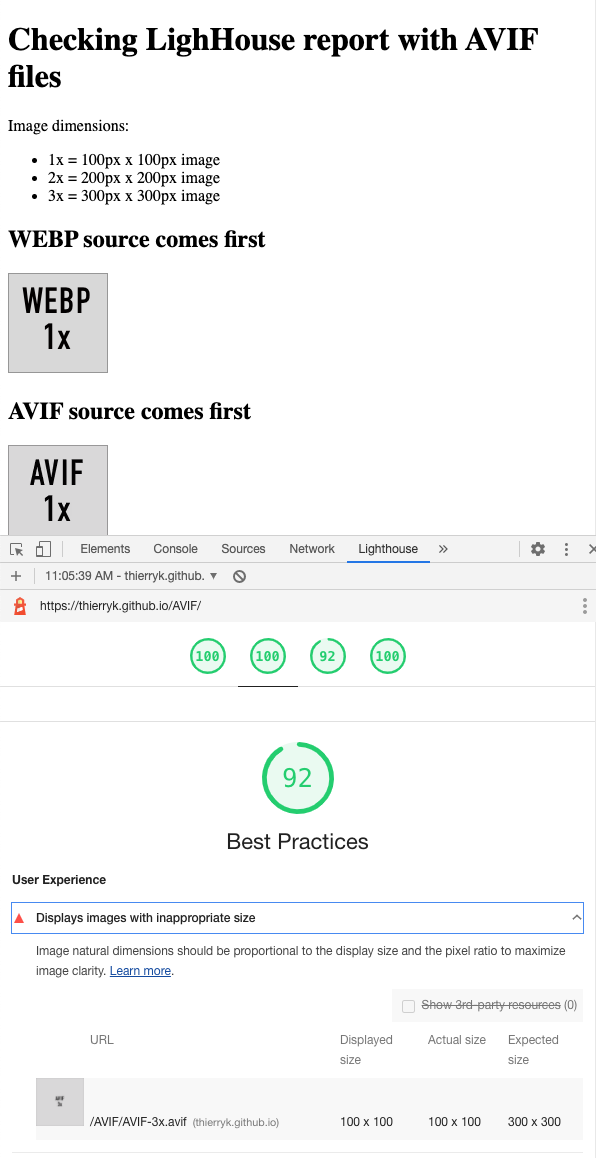 Checking LighHouse report with AVIF
files
Image dimensions:
1x = 100px x 100px image
2x = 200px x 200px image
3x = 300px x 300px image
WEBP source comes first
WEBP
1x
AVIF source comes first
AVIF
1x
Elements Console Sources Network Lighthouse »
11:05:39 AM - thierryk.github. ▼
https://thierryk.github.io/AVIF/
100 100 92 100
92
Best Practices
User Experience
Displays images with inappropriate size
Image natural dimensions should be proportional to the display size and the pixel ratio to maximize
image clarity. Learn more.
Show 3rd-party resources (0)
URL Displayed Actual size Expected
size size
AVIF
/AVIF/AVIF-3x.avif (thierryk.github.io) 100 x 100 100 x 100 300 x 300